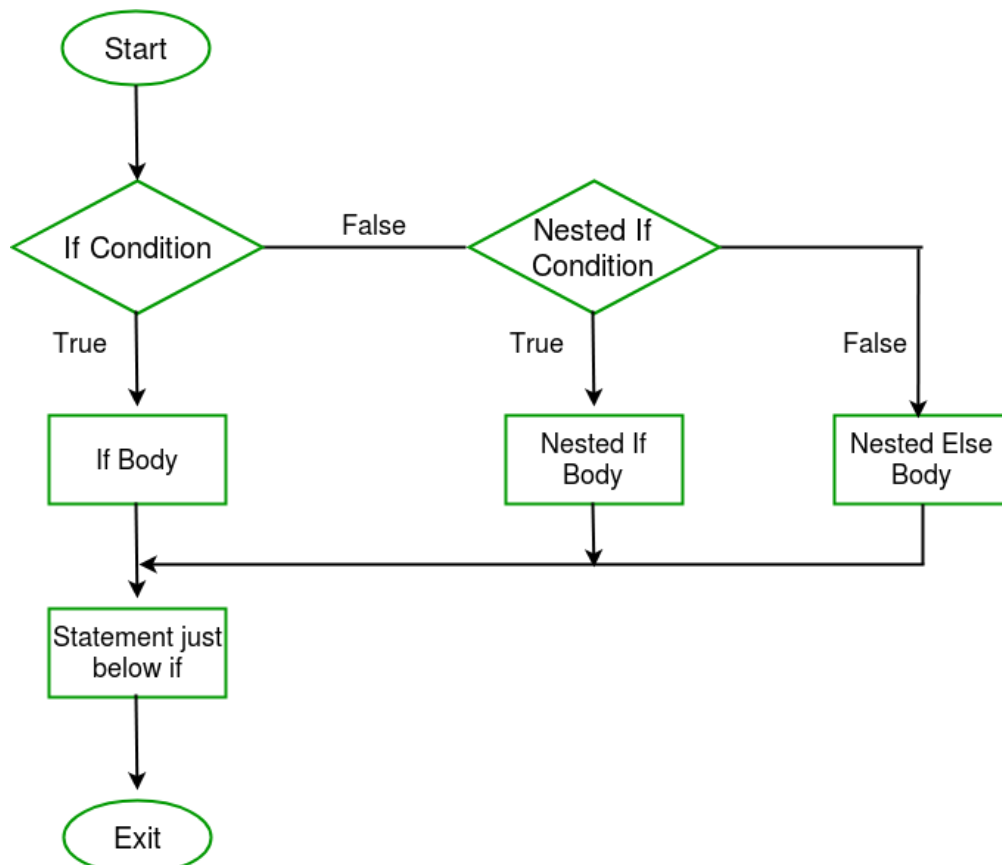 Start
False
If Condition
Nested If
Condition
True
True
False
If Body
Nested If
Body
Nested Else
Body
Statement just
below if
Exit